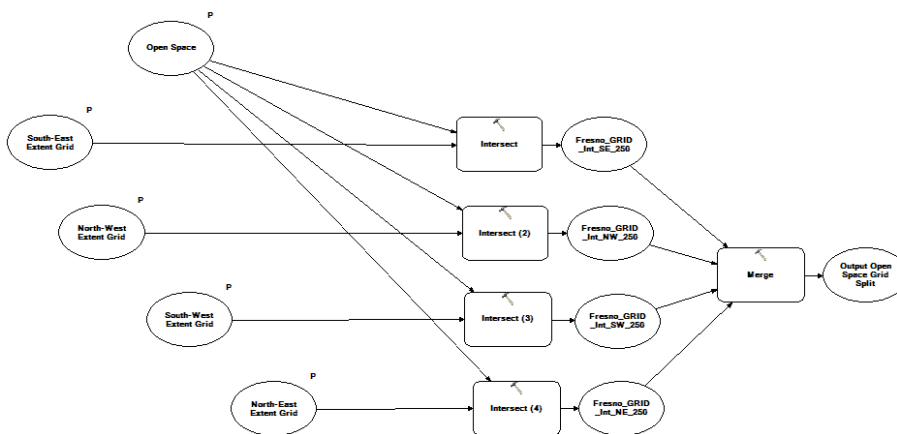 P
Open Space
P
South-East
Extent Grid
Intersect
Fresno_GRID
_Int_SE_250
P
North-West
Extent Grid
Intersect (2)
Fresno_GRID
_Int_NW_250
Merge
Output Open
Space Grid
Split
P
South-West
Extent Grid
Intersect (3)
Fresno_GRID
_Int_SW_250
P
North-East
Extent Grid
Intersect (4)
Fresno_GRID
_Int_NE_250